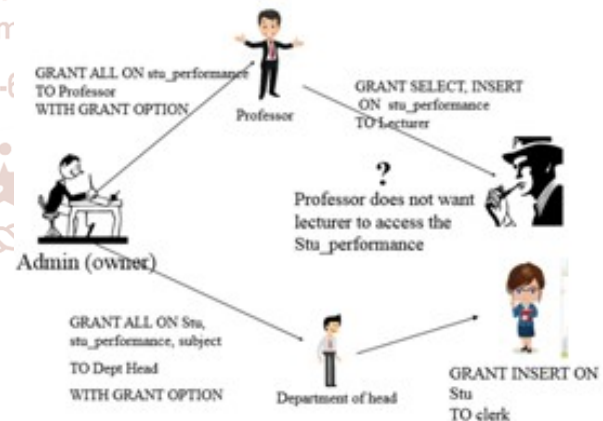 GRANT ALL ON stu_performance
TO Professor
WITH GRANT OPTION
Professor
GRANT SELECT, INSERT
ON stu_performance
TO Lecturer
?
Professor does not want
lecturer to access the
Stu_performance
Admin (owner)
GRANT ALL ON Stu,
stu_performance, subject
TO Dept Head
WITH GRANT OPTION
Department of head
GRANT INSERT ON
Stu
TO clerk